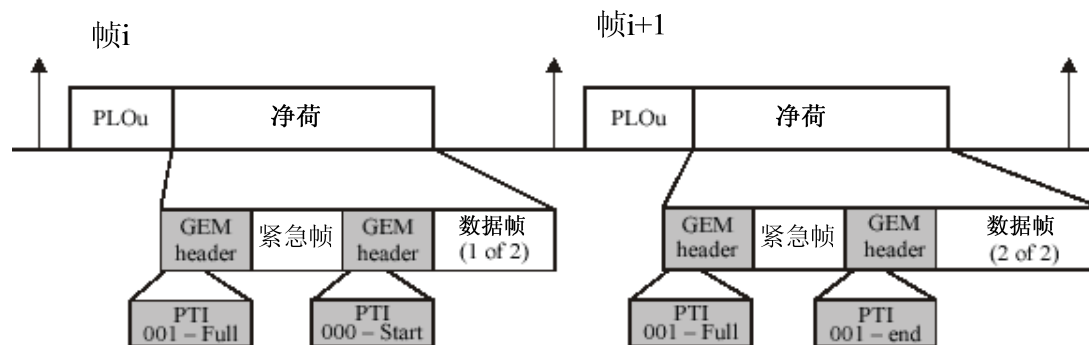 帧i
帧i+1
PLOu
净荷
PLOu
净荷
GEM
header
紧急帧
GEM
header
数据帧
(1 of 2)
GEM
header
紧急帧
GEM
header
数据帧
(2 of 2)
PTI
001 – Full
PTI
000 – Start
PTI
001 – Full
PTI
001 – end